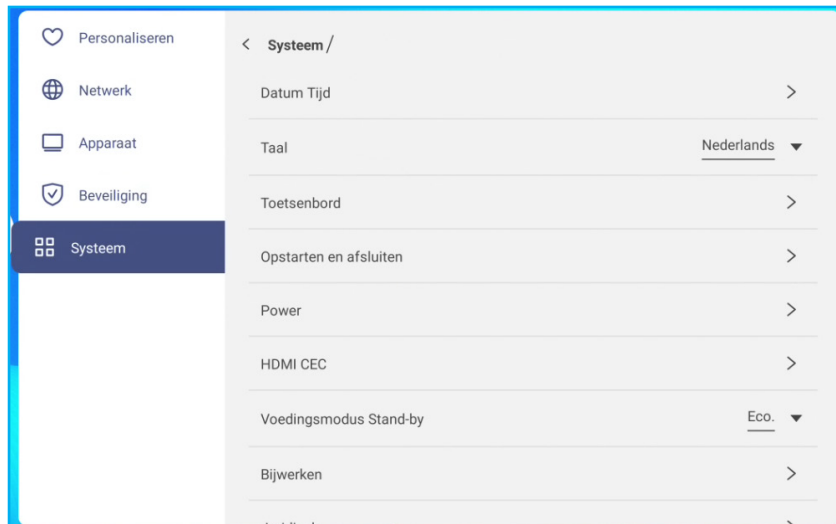 Personaliseren
Netwerk
Apparaat
Beveiliging
Systeem
Systeem /
Datum Tijd
Taal Nederlands
Toetsenbord
Opstarten en afsluiten
Power
HDMI CEC
Voedingsmodus Stand-by Eco.
Bijwerken